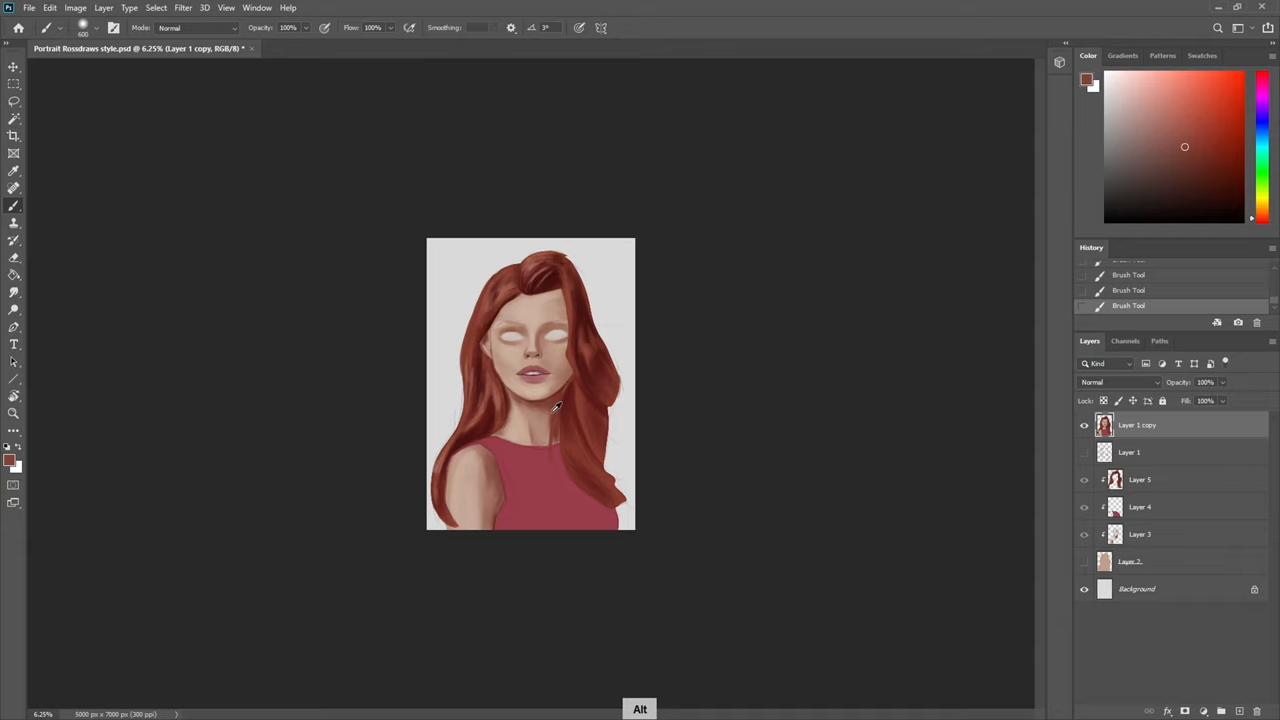 Ps File Edit Image Layer Type Select Filter 3D View Window Help
600 Mode: Normal Opacity: 100% Flow: 100% Smoothing: 3°
Portrait Rossdraws style.psd @ 6.25% (Layer 1 copy, RGB/8) * ×
Color Gradients Patterns Swatches
History
Brush Tool
Brush Tool
Brush Tool
Layers Channels Paths
Kind
Normal Opacity: 100%
Lock: Fill: 100%
Layer 1 copy
Layer 1
Layer 5
Layer 4
Layer 3
Layer 2
Background
Alt
6.25% 5000 px x 7000 px (300 ppi)